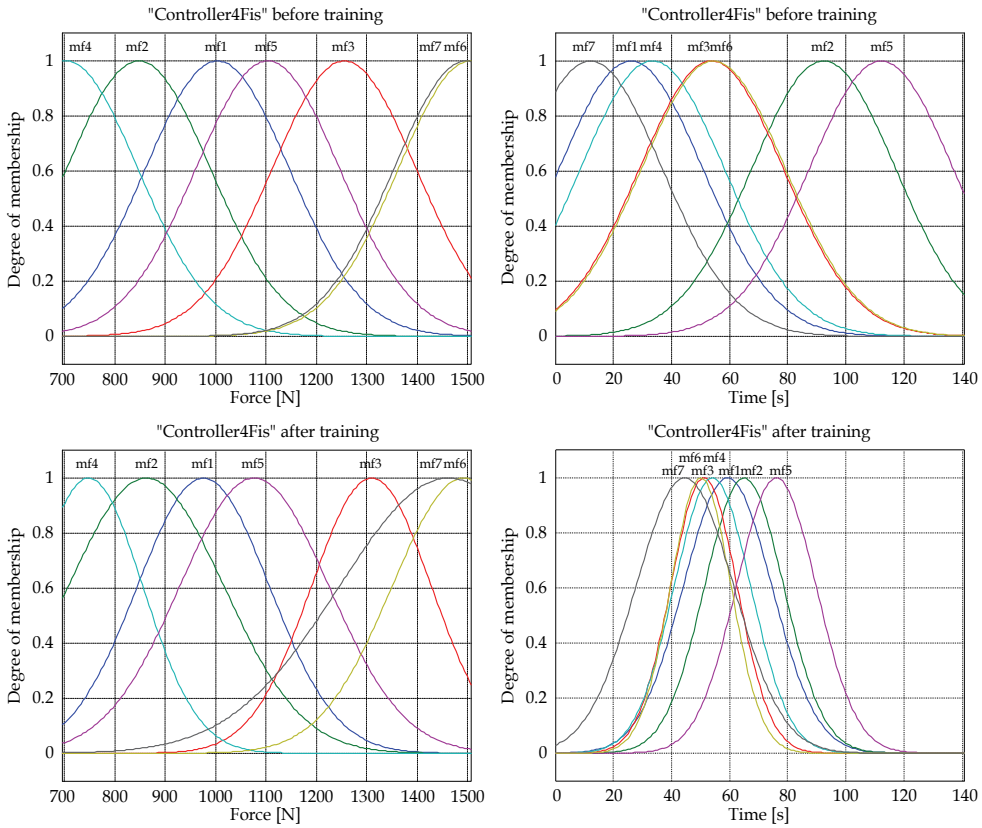 "Controller4Fis" before training
mf4 mf2 mf1 mf5 mf3 mf7 mf6
1
0.8
0.6
0.4
0.2
0
Degree of membership
700 800 900 1000 1100 1200 1300 1400 1500
Force [N]
"Controller4Fis" before training
mf7 mf1 mf4 mf3 mf6 mf2 mf5
1
0.8
0.6
0.4
0.2
0
Degree of membership
0 20 40 60 80 100 120 140
Time [s]
"Controller4Fis" after training
mf4 mf2 mf1 mf5 mf3 mf7 mf6
1
0.8
0.6
0.4
0.2
0
Degree of membership
700 800 900 1000 1100 1200 1300 1400 1500
Force [N]
"Controller4Fis" after training
mf6 mf4
mf7 mf3 mf1 mf2 mf5
1
0.8
0.6
0.4
0.2
0
Degree of membership
0 20 40 60 80 100 120 140
Time [s]